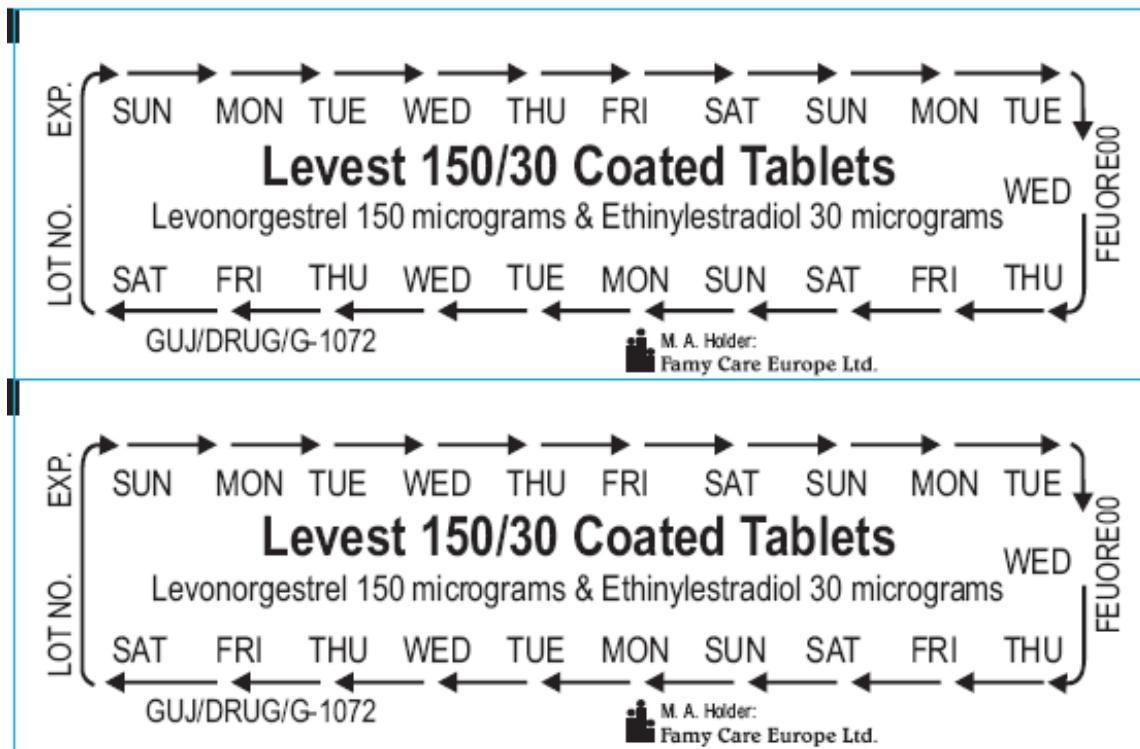 EXP.
LOT NO.
SUN MON TUE WED THU FRI SAT SUN MON TUE
Levest 150/30 Coated Tablets
WED
Levonorgestrel 150 micrograms & Ethinylestradiol 30 micrograms
FEUORE00
SAT FRI THU WED TUE MON SUN SAT FRI THU
GUJ/DRUG/G-1072
M. A. Holder:
Famy Care Europe Ltd.
EXP.
LOT NO.
SUN MON TUE WED THU FRI SAT SUN MON TUE
Levest 150/30 Coated Tablets
WED
Levonorgestrel 150 micrograms & Ethinylestradiol 30 micrograms
FEUORE00
SAT FRI THU WED TUE MON SUN SAT FRI THU
GUJ/DRUG/G-1072
M. A. Holder:
Famy Care Europe Ltd.